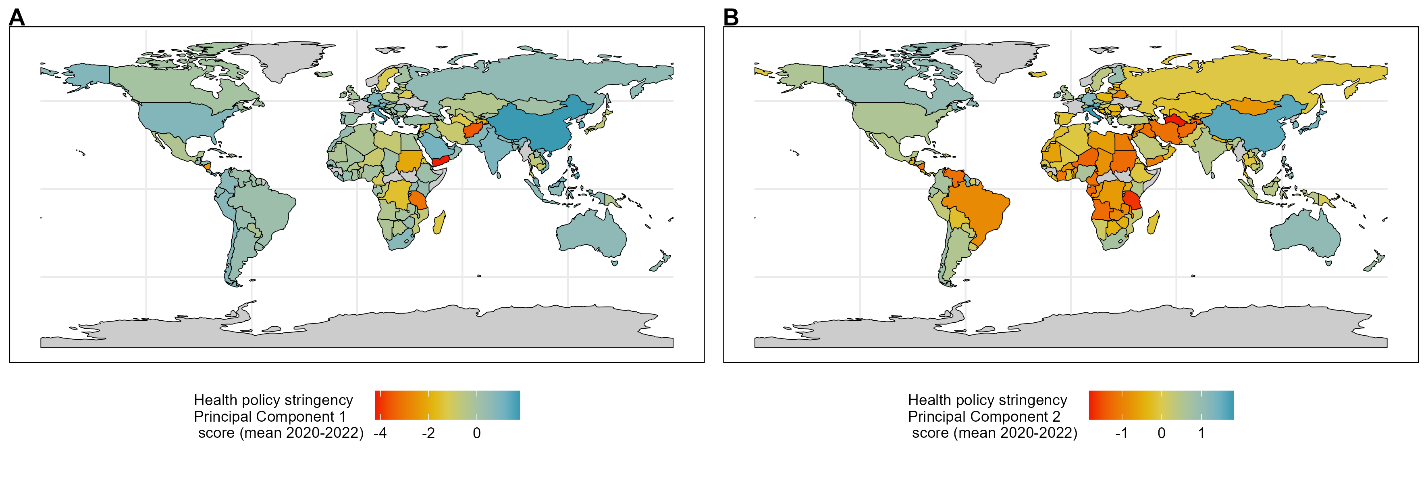 A
B
Health policy stringency
Principal Component 1
score (mean 2020-2022)
-4 -2 0
Health policy stringency
Principal Component 2
score (mean 2020-2022)
-1 0 1